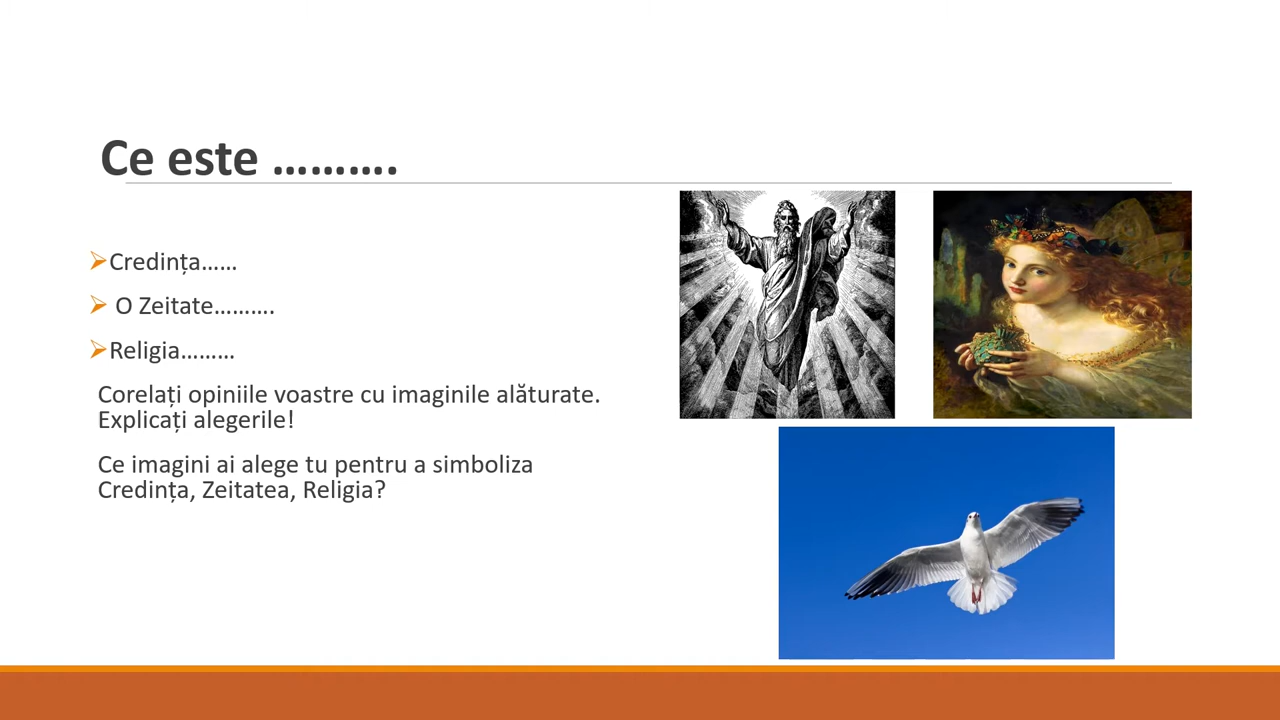 Ce este ……….
Credința……
O Zeitate……….
Religia………
Corelați opiniile voastre cu imaginile alăturate.
Explicați alegerile!
Ce imagini ai alege tu pentru a simboliza
Credința, Zeitatea, Religia?